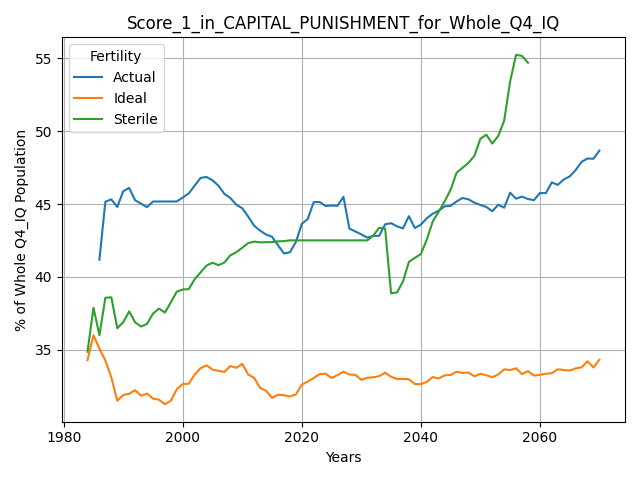 Score_1_in_CAPITAL_PUNISHMENT_for_Whole_Q4_IQ
Fertility
Actual
Ideal
Sterile
% of Whole Q4_IQ Population
55
50
45
40
35
1980
2000
2020
2040
2060
Years